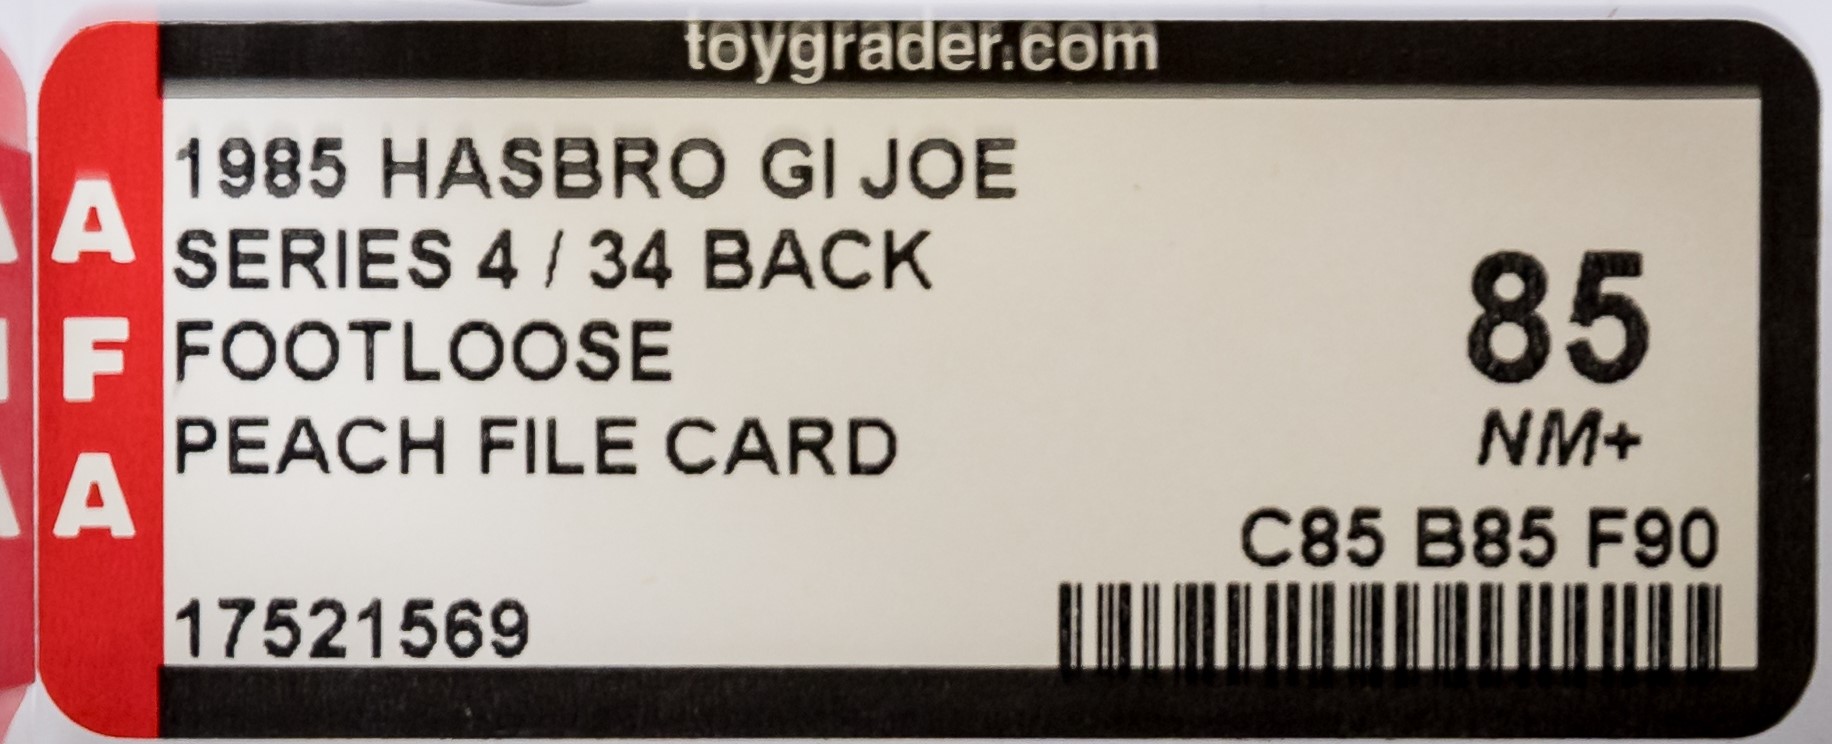 toygrader.com
AFA
1985 HASBRO GI JOE
SERIES 4 / 34 BACK
FOOTLOOSE
PEACH FILE CARD
85
NM+
C85 B85 F90
17521569